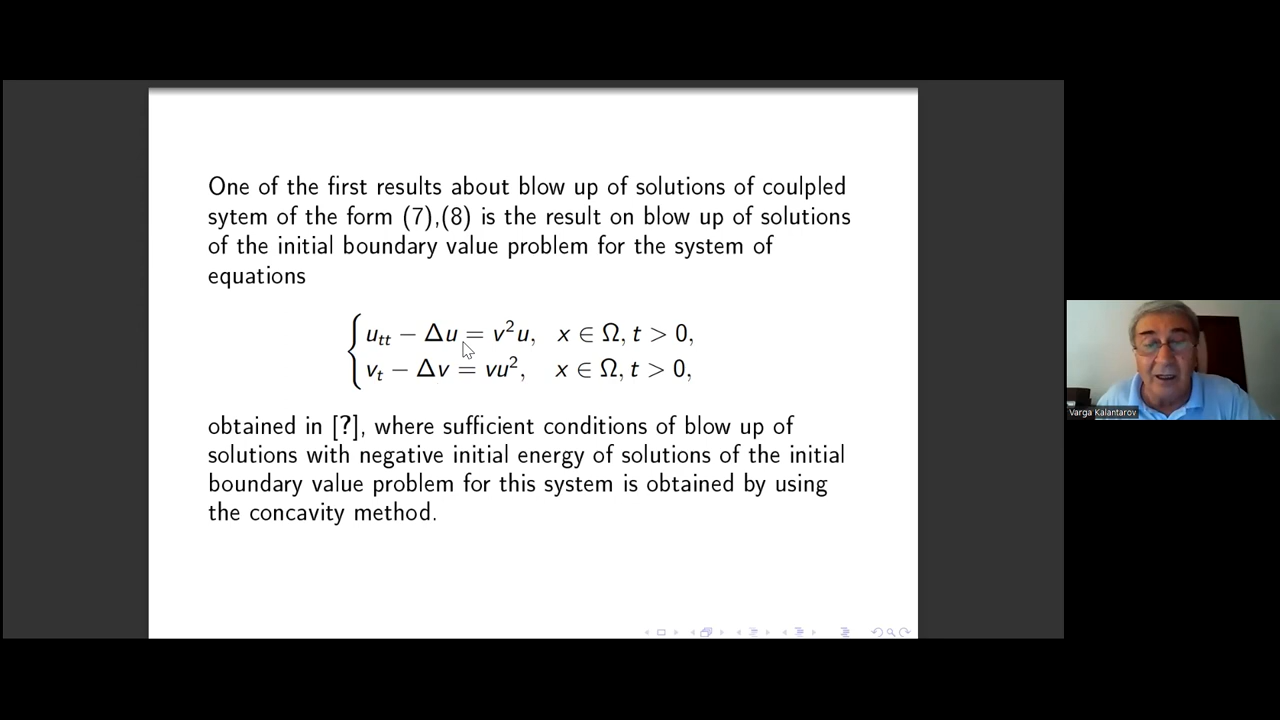 One of the first results about blow up of solutions of coulpled
sytem of the form (7),(8) is the result on blow up of solutions
of the initial boundary value problem for the system of
equations
u_tt − Δu = v²u, x ∈ Ω, t > 0,
v_t − Δv = vu², x ∈ Ω, t > 0,
obtained in [?], where sufficient conditions of blow up of
solutions with negative initial energy of solutions of the initial
boundary value problem for this system is obtained by using
the concavity method.
Varga Kalantarov